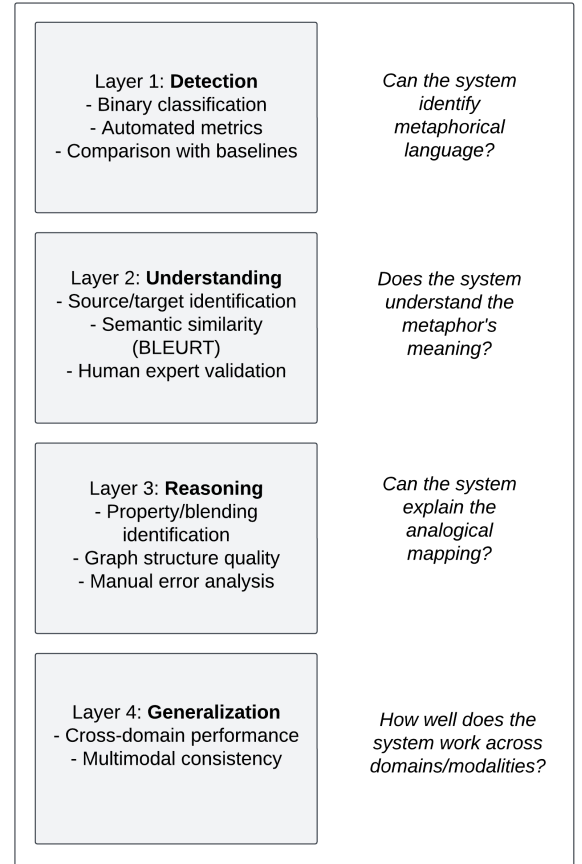 Layer 1: Detection
- Binary classification
- Automated metrics
- Comparison with baselines
Can the system
identify
metaphorical
language?
Layer 2: Understanding
- Source/target identification
- Semantic similarity
(BLEURT)
- Human expert validation
Does the system
understand the
metaphor's
meaning?
Layer 3: Reasoning
- Property/blending
identification
- Graph structure quality
- Manual error analysis
Can the system
explain the
analogical
mapping?
Layer 4: Generalization
- Cross-domain performance
- Multimodal consistency
How well does the
system work across
domains/modalities?